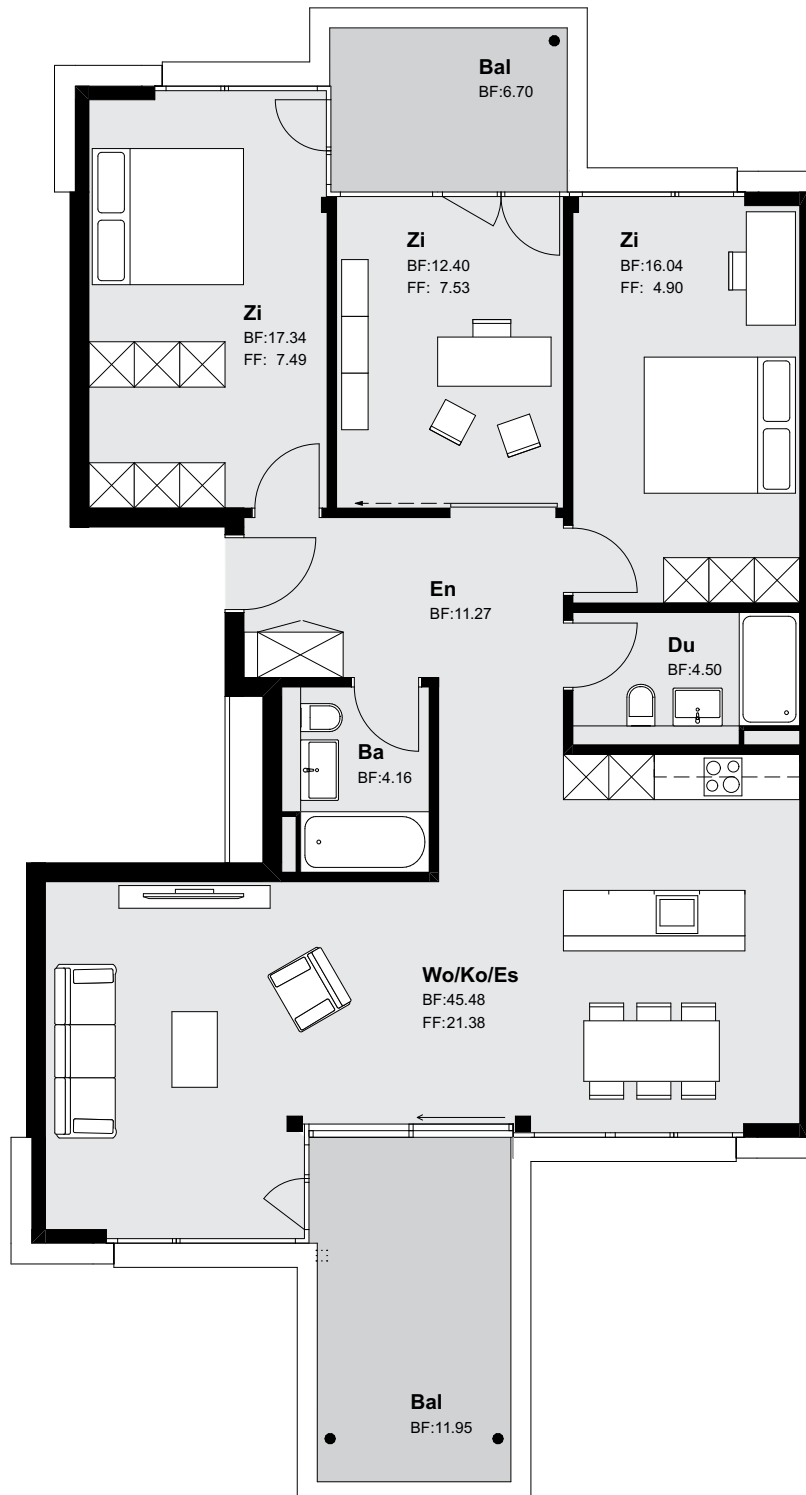 Bal
BF:6.70
Zi
BF:12.40
FF: 7.53
Zi
BF:16.04
FF: 4.90
Zi
BF:17.34
FF: 7.49
En
BF:11.27
Du
BF:4.50
Ba
BF:4.16
Wo/Ko/Es
BF:45.48
FF:21.38
Bal
BF:11.95